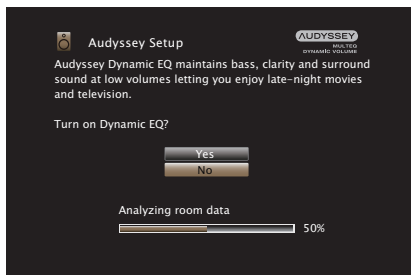 Audyssey Setup
AUDYSSEY
MULTEQ
DYNAMIC VOLUME
Audyssey Dynamic EQ maintains bass, clarity and surround
sound at low volumes letting you enjoy late-night movies
and television.
Turn on Dynamic EQ?
Yes
No
Analyzing room data
50%